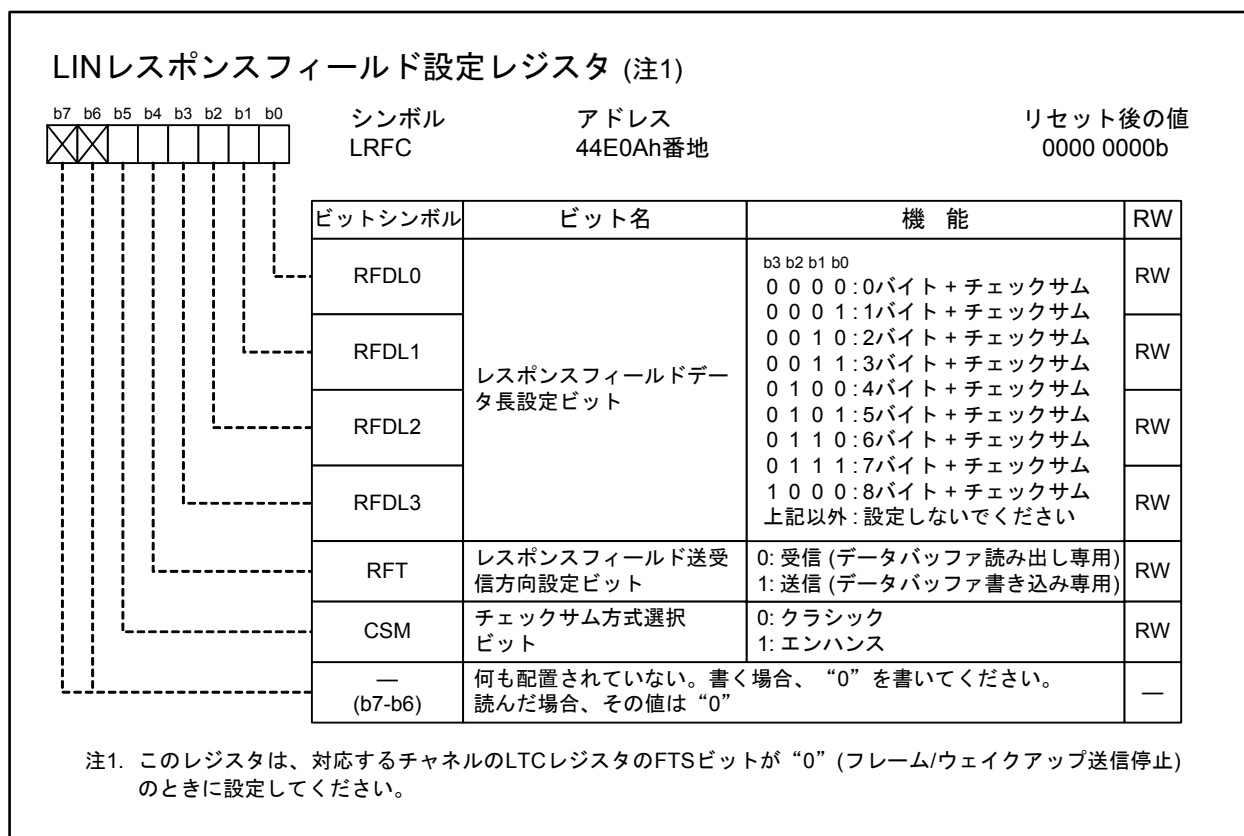 LINレスポンスフィールド設定レジスタ (注1)
b7 b6 b5 b4 b3 b2 b1 b0
シンボル アドレス リセット後の値
LRFC 44E0Ah番地 0000 0000b
ビットシンボル ビット名 機 能 RW
RFDL0 RW
RFDL1 RW
RFDL2 RW
RFDL3 RW
レスポンスフィールドデー
タ長設定ビット
b3 b2 b1 b0
0 0 0 0 : 0バイト + チェックサム
0 0 0 1 : 1バイト + チェックサム
0 0 1 0 : 2バイト + チェックサム
0 0 1 1 : 3バイト + チェックサム
0 1 0 0 : 4バイト + チェックサム
0 1 0 1 : 5バイト + チェックサム
0 1 1 0 : 6バイト + チェックサム
0 1 1 1 : 7バイト + チェックサム
1 0 0 0 : 8バイト + チェックサム
上記以外 : 設定しないでください
RFT
レスポンスフィールド送受
信方向設定ビット
0: 受信 (データバッファ読み出し専用)
1: 送信 (データバッファ書き込み専用)
RW
CSM
チェックサム方式選択
ビット
0: クラシック
1: エンハンス
RW
—
(b7-b6)
何も配置されていない。書く場合、“0”を書いてください。
読んだ場合、その値は“0”
—
注1. このレジスタは、対応するチャネルのLTCレジスタのFTSビットが“0”(フレーム/ウェイクアップ送信停止)
のときに設定してください。